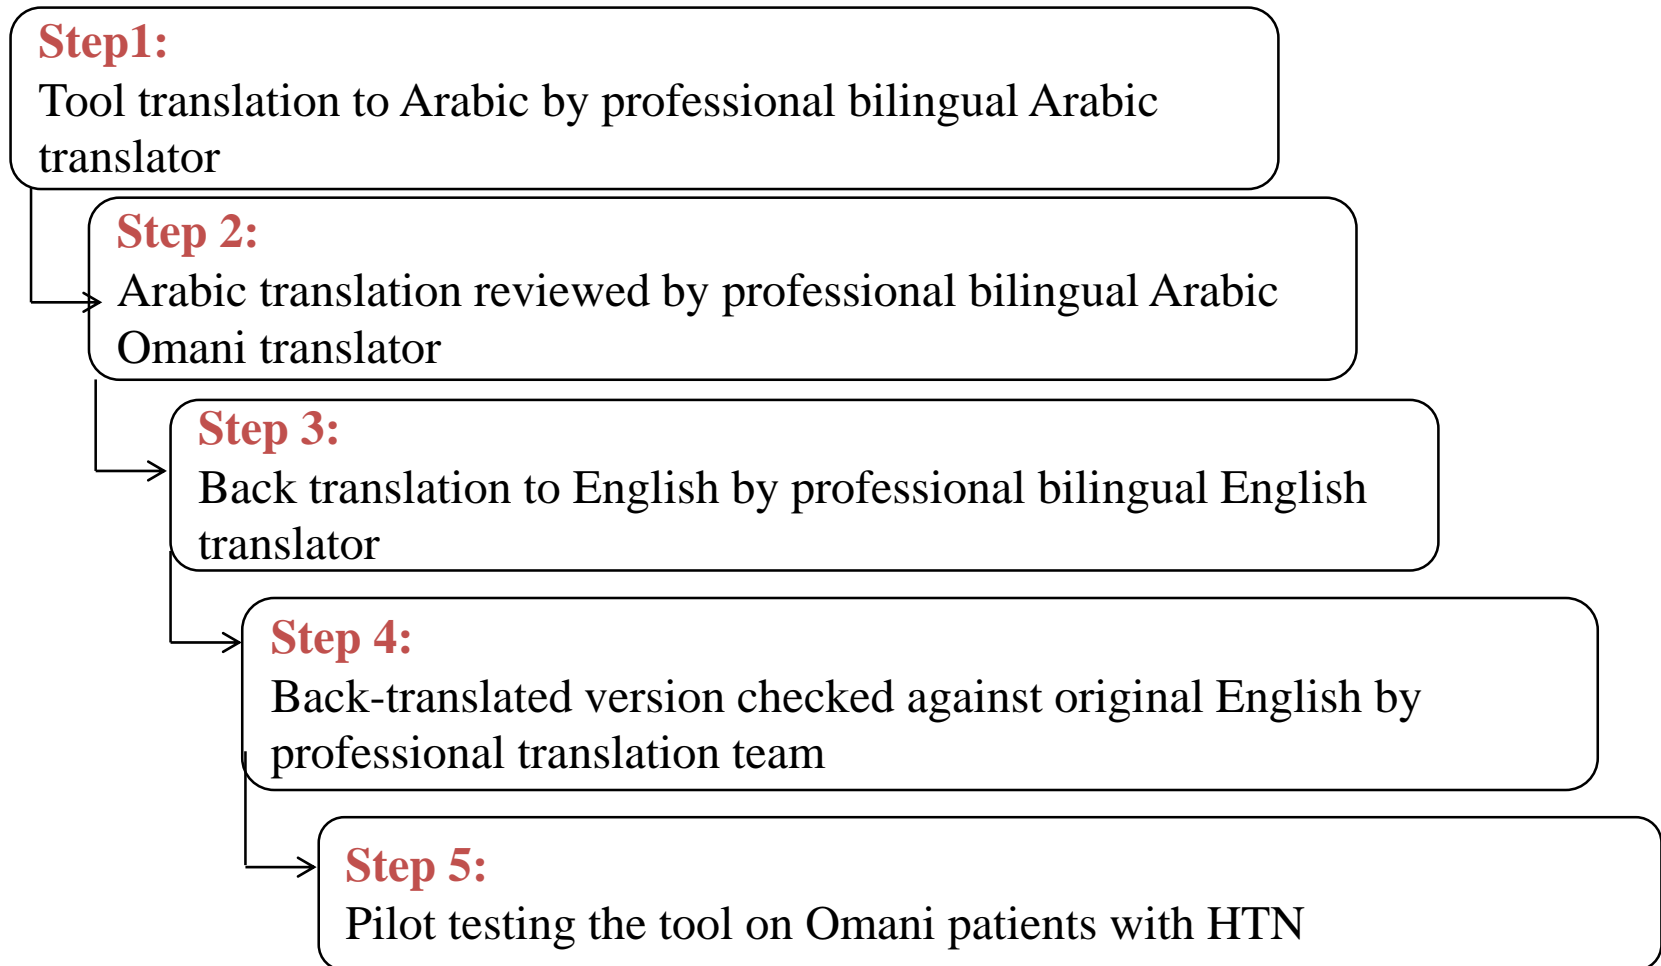 Step1:
Tool translation to Arabic by professional bilingual Arabic
translator
Step 2:
Arabic translation reviewed by professional bilingual Arabic
Omani translator
Step 3:
Back translation to English by professional bilingual English
translator
Step 4:
Back-translated version checked against original English by
professional translation team
Step 5:
Pilot testing the tool on Omani patients with HTN